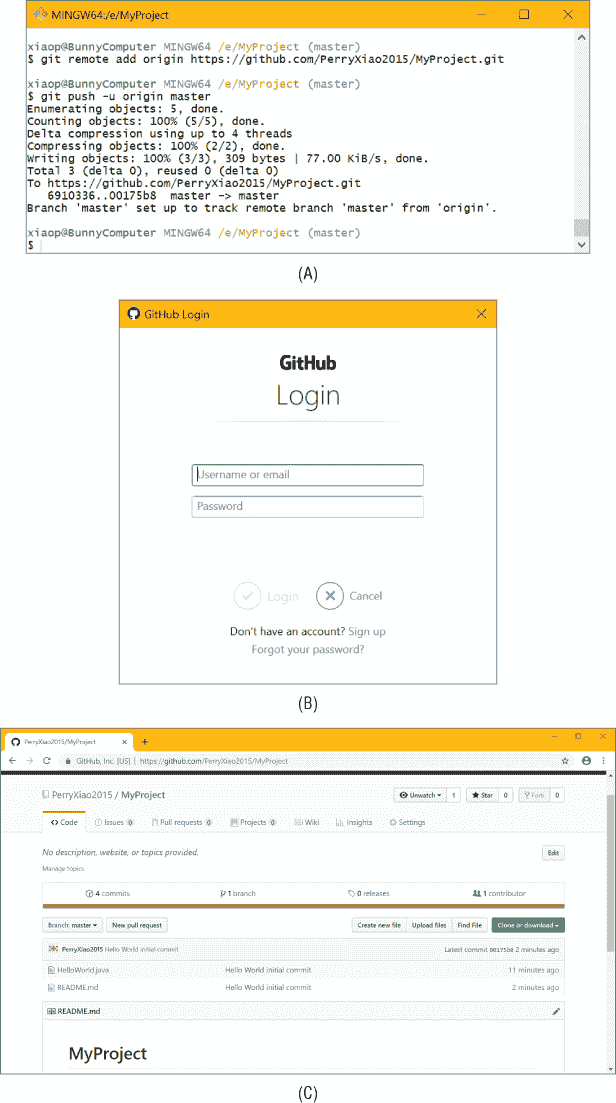 MINGW64:/e/MyProject
xiaop@BunnyComputer MINGW64 /e/MyProject (master)
$ git remote add origin https://github.com/PerryXiao2015/MyProject.git
xiaop@BunnyComputer MINGW64 /e/MyProject (master)
$ git push -u origin master
Enumerating objects: 5, done.
Counting objects: 100% (5/5), done.
Delta compression using up to 4 threads
Compressing objects: 100% (2/2), done.
Writing objects: 100% (3/3), 309 bytes | 77.00 KiB/s, done.
Total 3 (delta 0), reused 0 (delta 0)
To https://github.com/PerryXiao2015/MyProject.git
6910336..00175b8 master -> master
Branch 'master' set up to track remote branch 'master' from 'origin'.
xiaop@BunnyComputer MINGW64 /e/MyProject (master)
$
(A)
GitHub Login
GitHub
Login
Username or email
Password
Login Cancel
Don't have an account? Sign up
Forgot your password?
(B)
PerryXiao2015/MyProject
GitHub, Inc. [US] | https://github.com/PerryXiao2015/MyProject
PerryXiao2015 / MyProject Unwatch 1 Star 0 Fork 0
Code Issues 0 Pull requests 0 Projects 0 Wiki Insights Settings
No description, website, or topics provided. Edit
Manage topics
4 commits 1 branch 0 releases 1 contributor
Branch: master New pull request Create new file Upload files Find File Clone or download
PerryXiao2015 Hello World initial commit Latest commit 00175b8 2 minutes ago
HelloWorld.java Hello World initial commit 11 minutes ago
README.md Hello World initial commit 2 minutes ago
README.md
MyProject
(C)